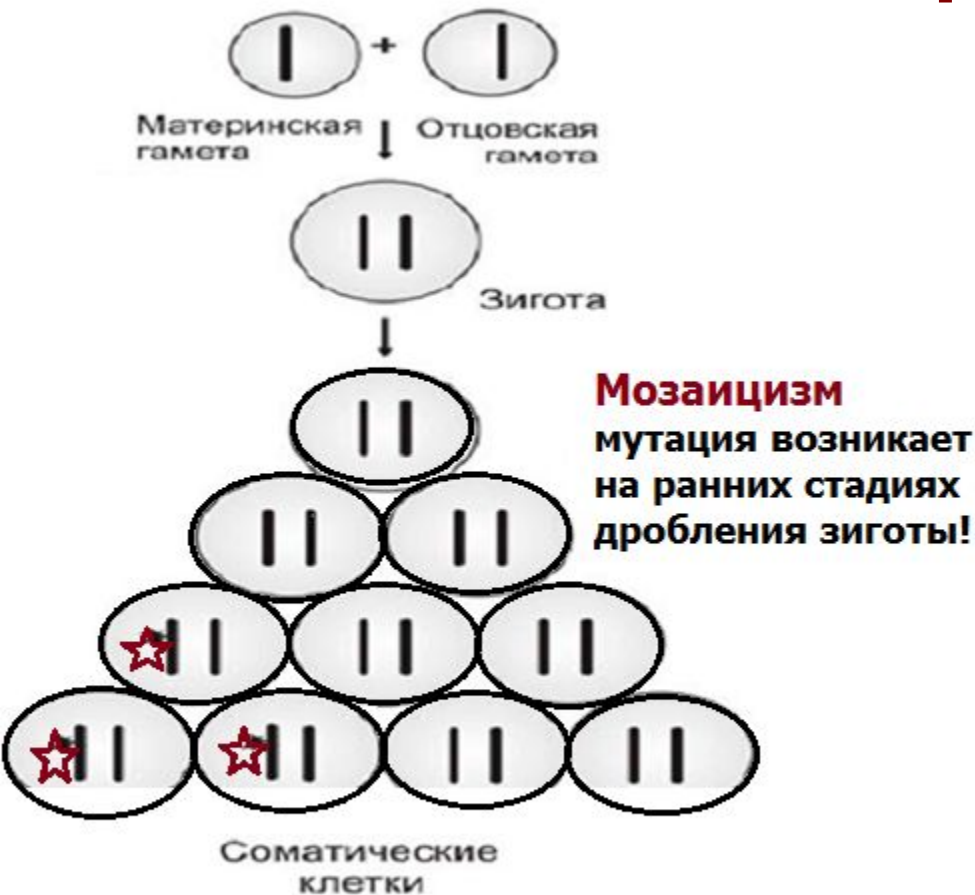 +
Материнская
гамета
Отцовская
гамета
Зигота
Мозаицизм
мутация возникает
на ранних стадиях
дробления зиготы!
Соматические
клетки